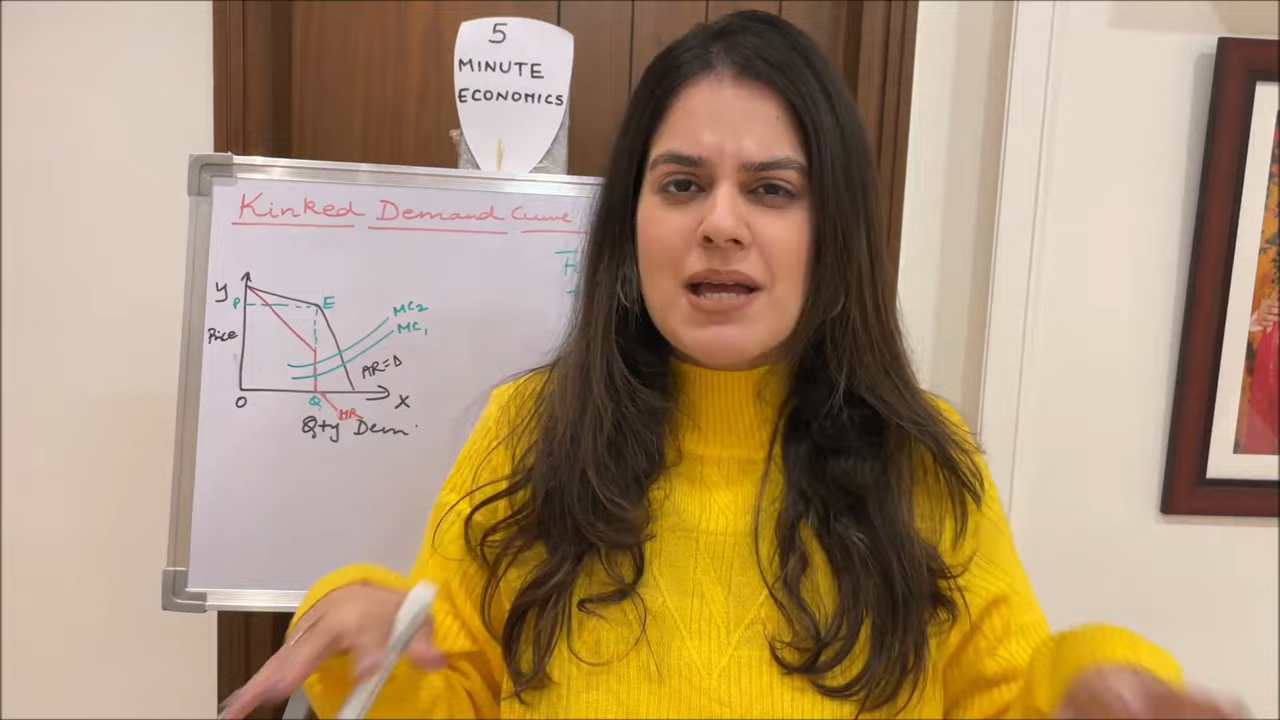 5
MINUTE
ECONOMICS
Kinked Demand Curve
Y
P
E
Price
MC2
MC1
AR=D
O
Q
MR
X
Qty Dem.